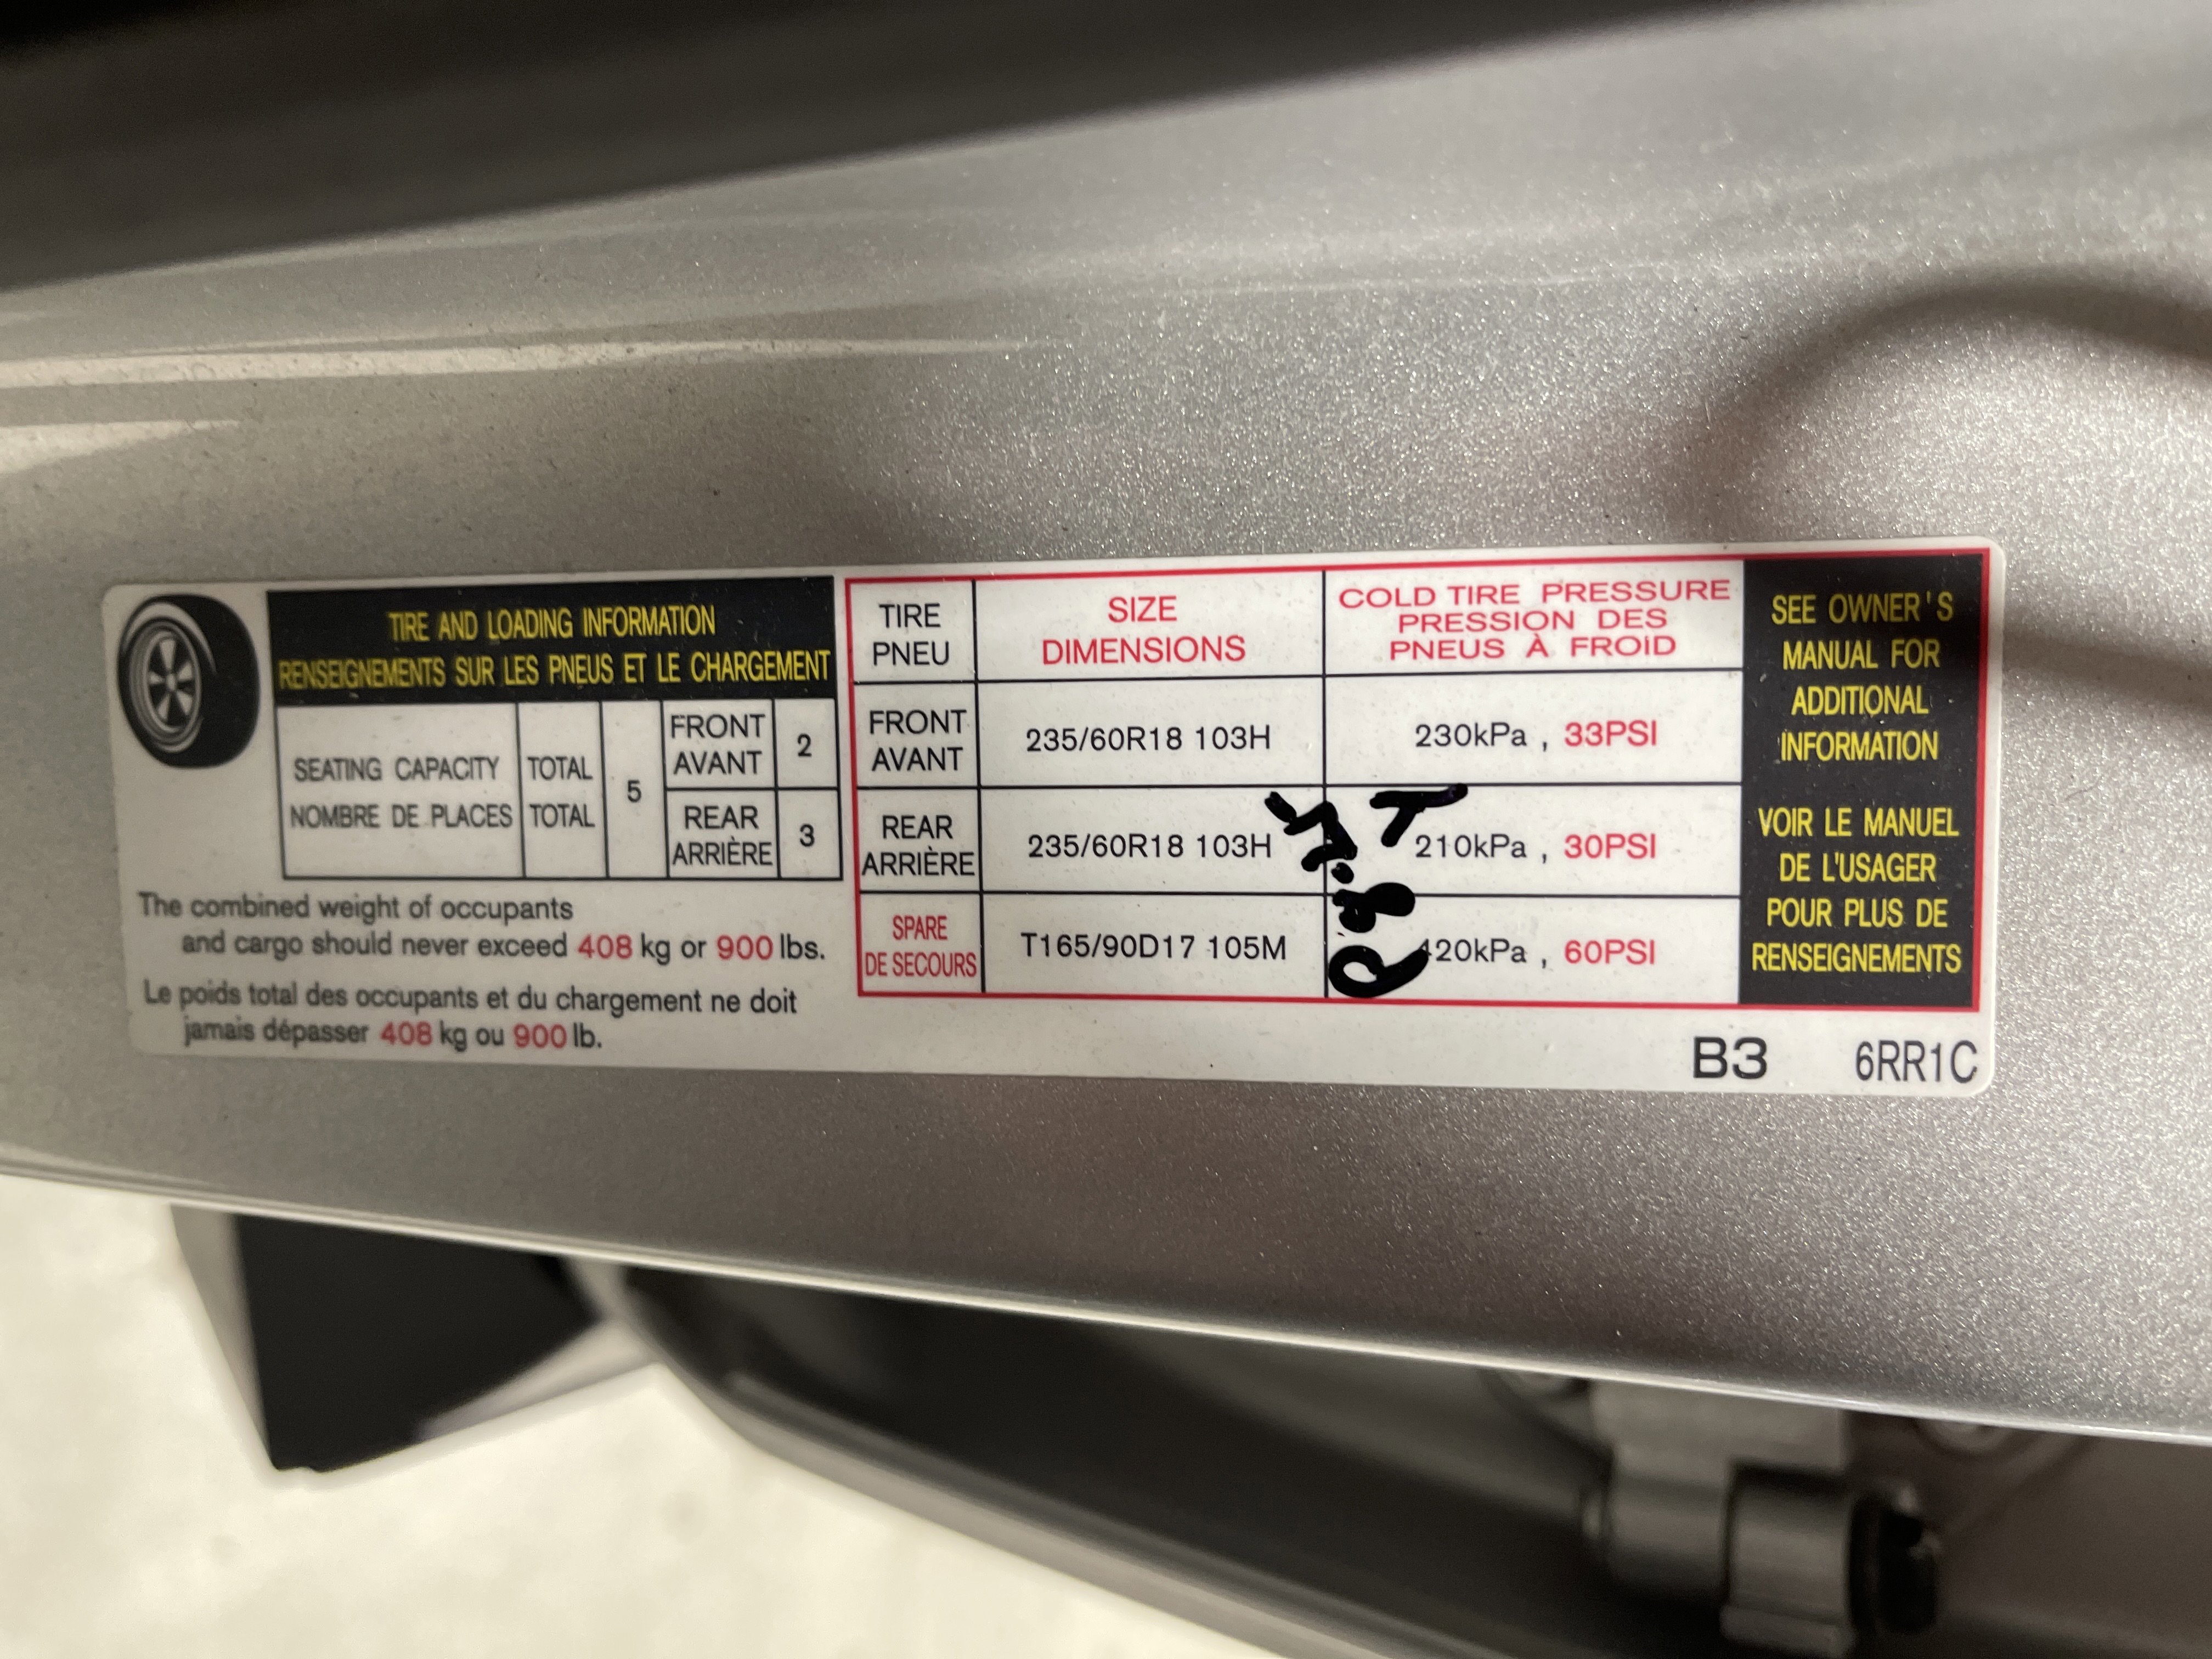 TIRE AND LOADING INFORMATION
RENSEIGNEMENTS SUR LES PNEUS ET LE CHARGEMENT
SEATING CAPACITY
NOMBRE DE PLACES
TOTAL
TOTAL
5
FRONT
AVANT
2
REAR
ARRIÈRE
3
The combined weight of occupants
and cargo should never exceed 408 kg or 900 lbs.
Le poids total des occupants et du chargement ne doit
jamais dépasser 408 kg ou 900 lb.
TIRE
PNEU
SIZE
DIMENSIONS
COLD TIRE PRESSURE
PRESSION DES
PNEUS À FROID
FRONT
AVANT
235/60R18 103H
230kPa , 33PSI
REAR
ARRIÈRE
235/60R18 103H
210kPa , 30PSI
SPARE
DE SECOURS
T165/90D17 105M
420kPa , 60PSI
SEE OWNER'S
MANUAL FOR
ADDITIONAL
INFORMATION
VOIR LE MANUEL
DE L'USAGER
POUR PLUS DE
RENSEIGNEMENTS
B3 6RR1C